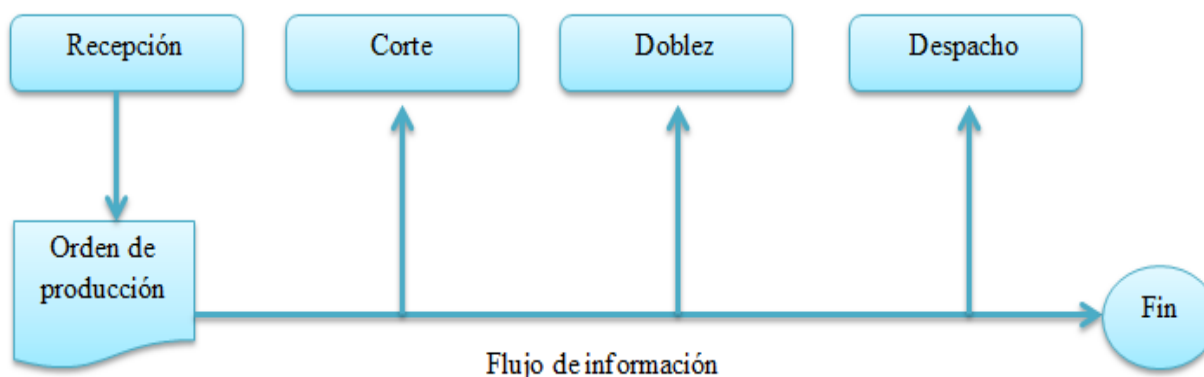 Recepción
Corte
Doblez
Despacho
Orden de
producción
Fin
Flujo de información